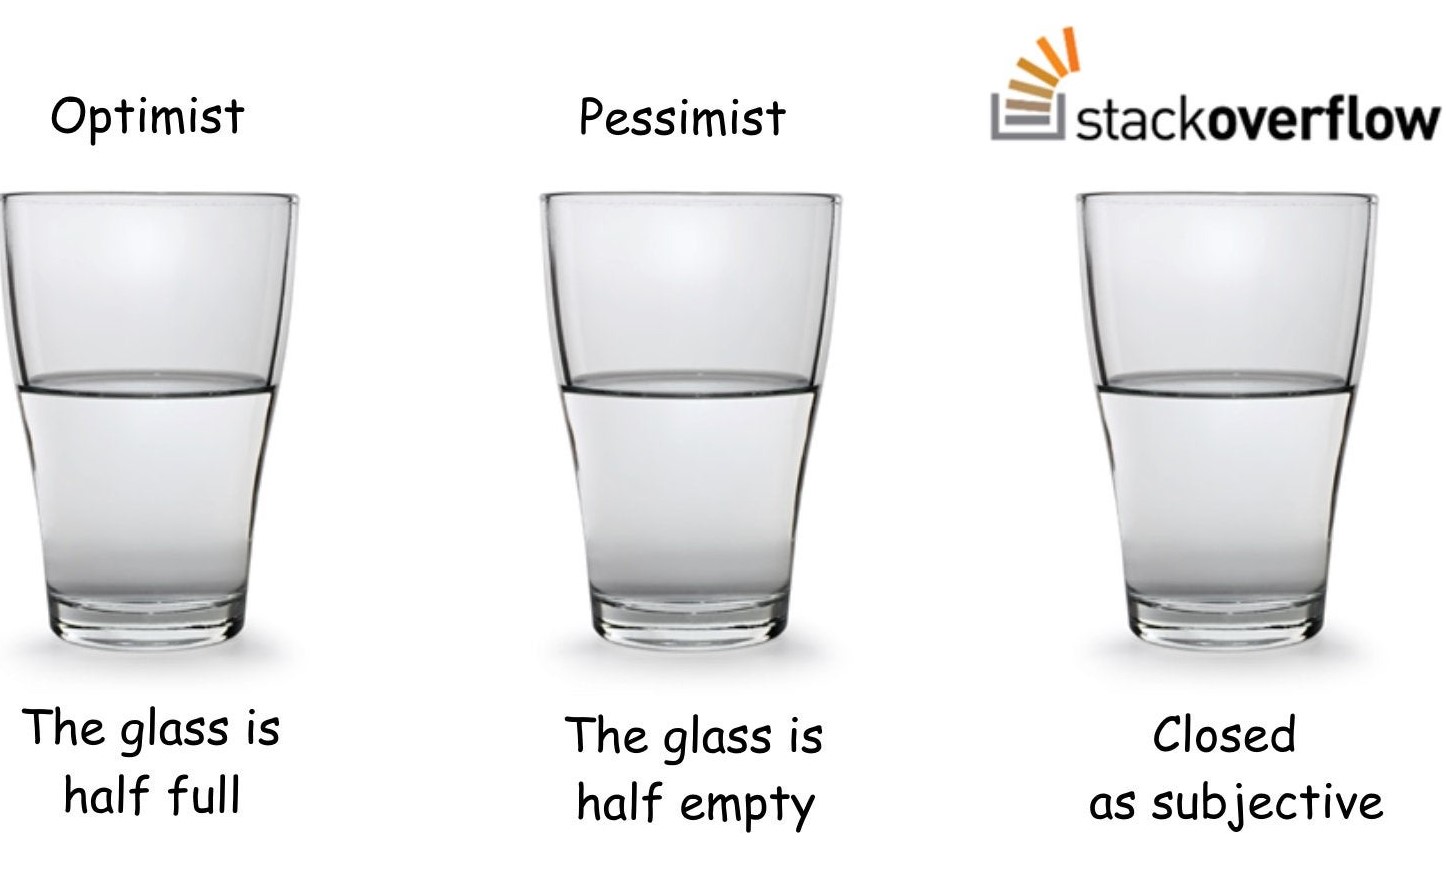 Optimist
Pessimist
stackoverflow
The glass is
half full
The glass is
half empty
Closed
as subjective